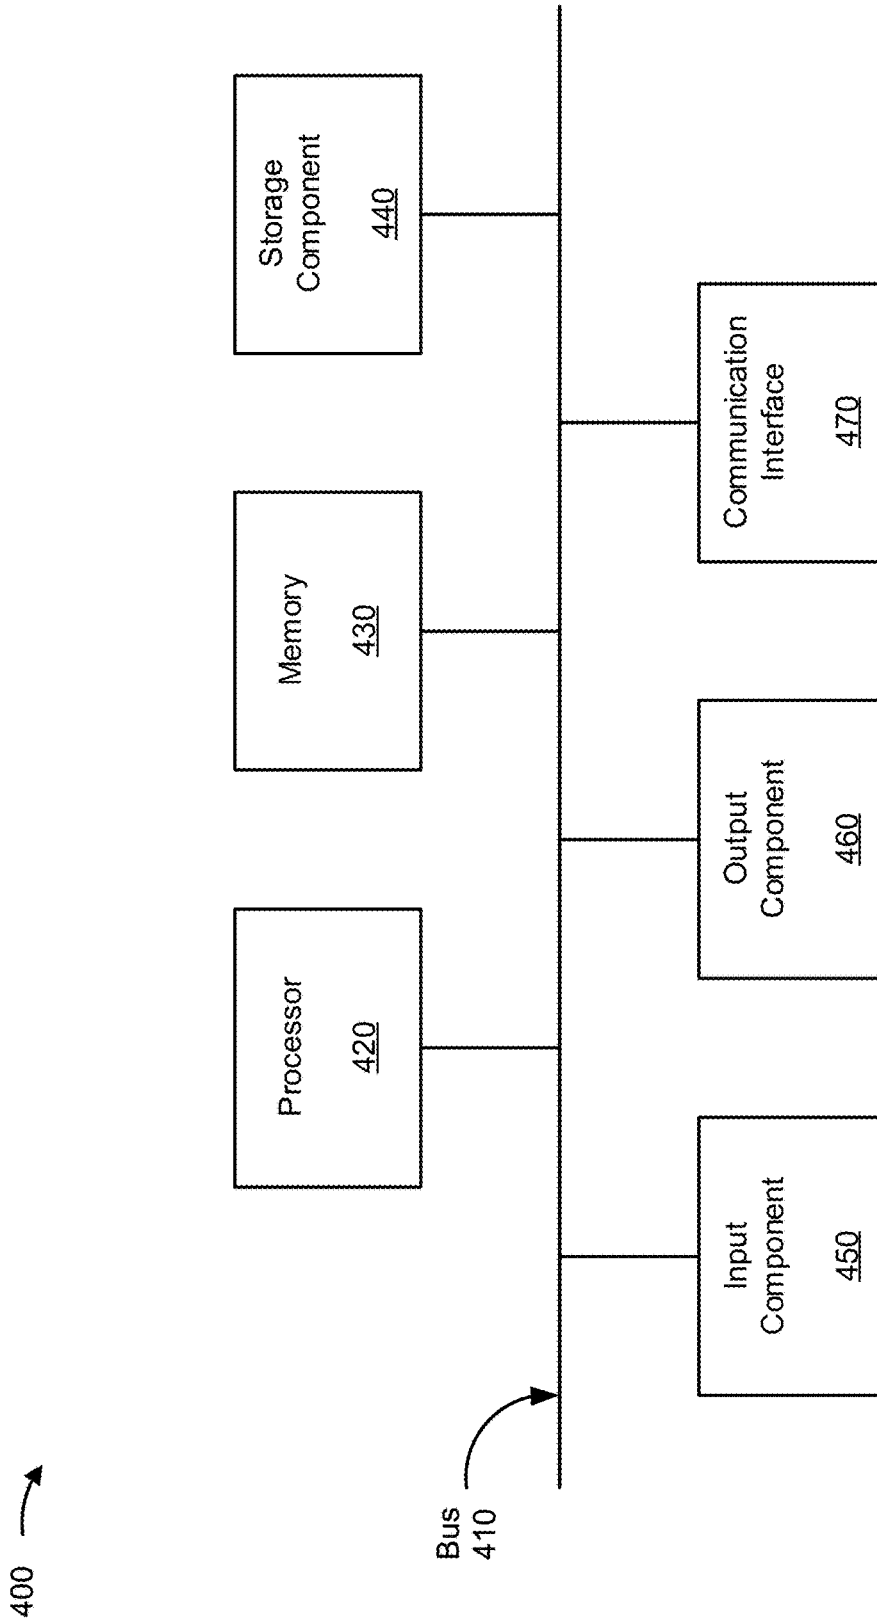 400
Bus
410
Processor
420
Memory
430
Storage
Component
440
Input
Component
450
Output
Component
460
Communication
Interface
470